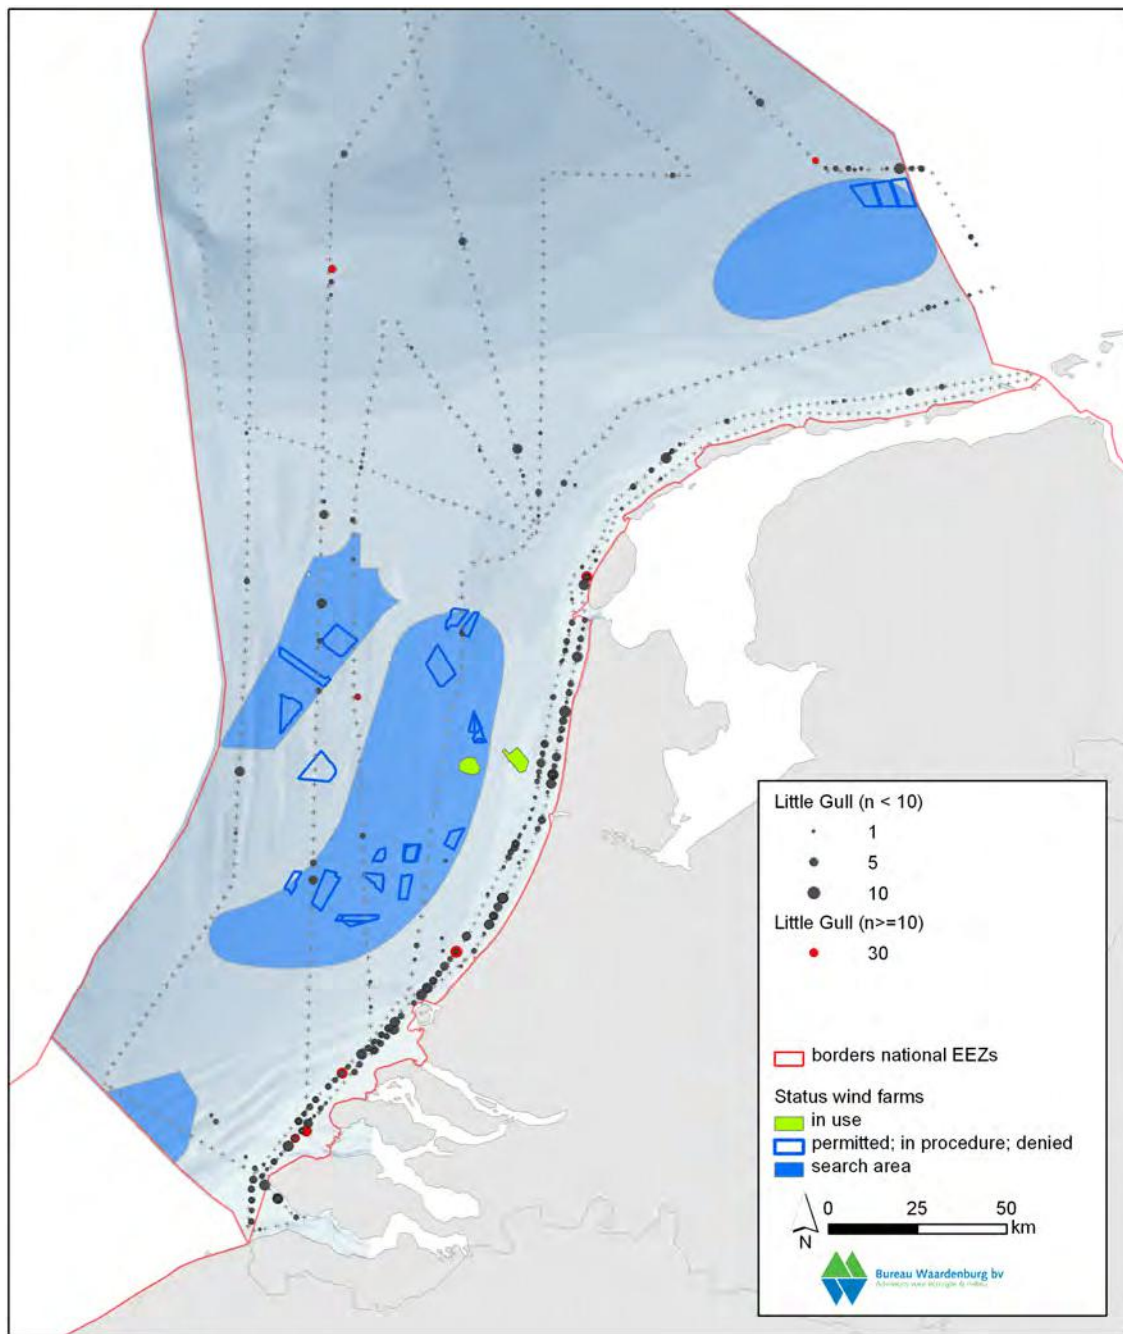 Little Gull (n < 10)
1
5
10
Little Gull (n>=10)
30
borders national EEZs
Status wind farms
in use
permitted; in procedure; denied
search area
0 25 50
km
N
Bureau Waardenburg bv